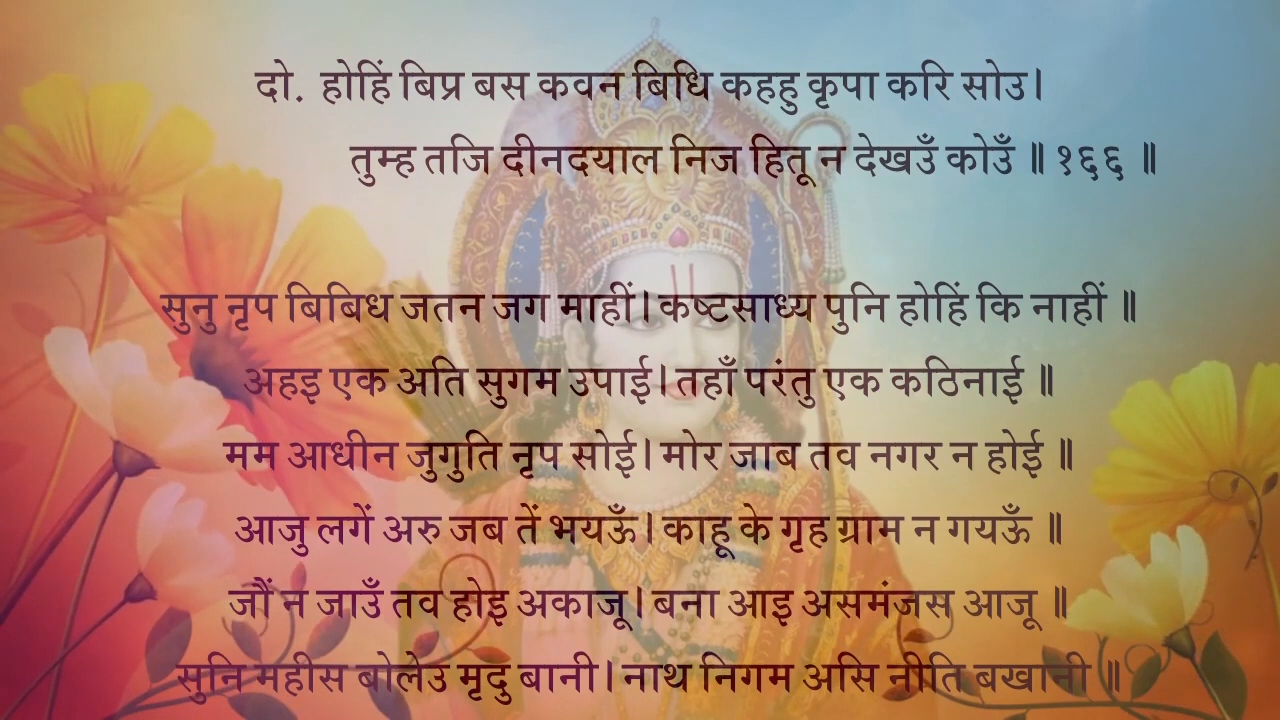 दो. होहिं बिप्र बस कवन बिधि कहहु कृपा करि सोउ।
तुम्ह तजि दीनदयाल निज हितू न देखउँ कोउँ ॥ १६६ ॥
सुनु नृप बिबिध जतन जग माहीं। कष्टसाध्य पुनि होहिं कि नाहीं ॥
अहइ एक अति सुगम उपाई। तहाँ परंतु एक कठिनाई ॥
मम आधीन जुगुति नृप सोई। मोर जाब तव नगर न होई ॥
आजु लगें अरु जब तें भयऊँ। काहू के गृह ग्राम न गयऊँ ॥
जौं न जाउँ तव होइ अकाजू। बना आइ असमंजस आजू ॥
सुनि महीस बोलेउ मृदु बानी। नाथ निगम असि नीति बखानी ॥